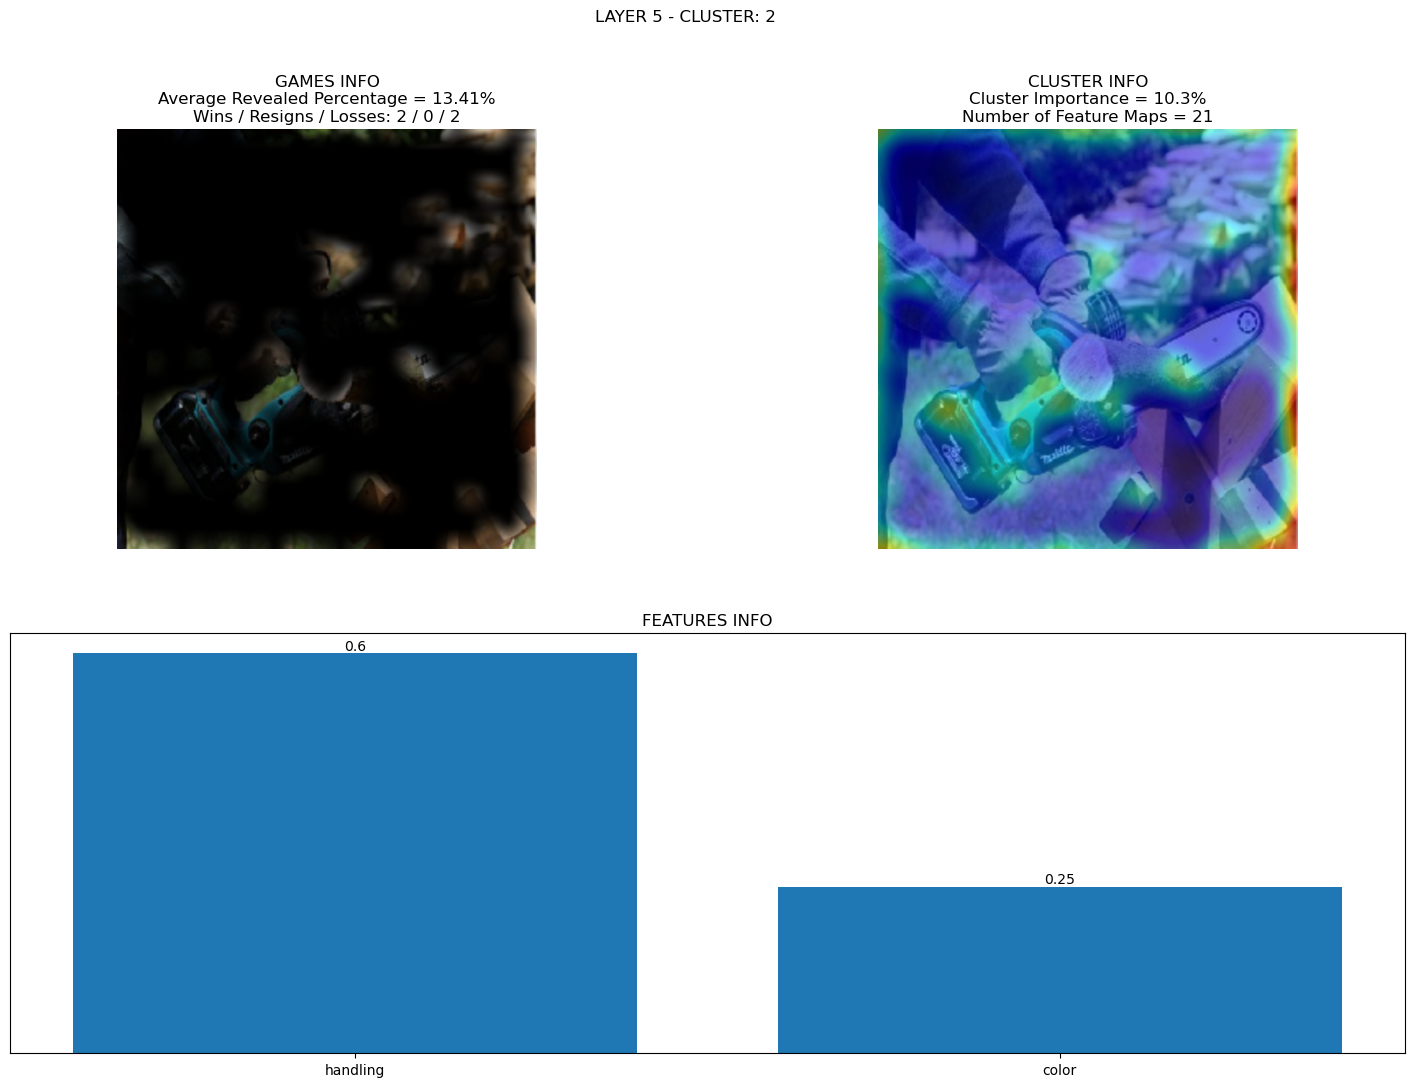 LAYER 5 - CLUSTER: 2
GAMES INFO
Average Revealed Percentage = 13.41%
Wins / Resigns / Losses: 2 / 0 / 2
CLUSTER INFO
Cluster Importance = 10.3%
Number of Feature Maps = 21
FEATURES INFO
0.6
0.25
handling
color